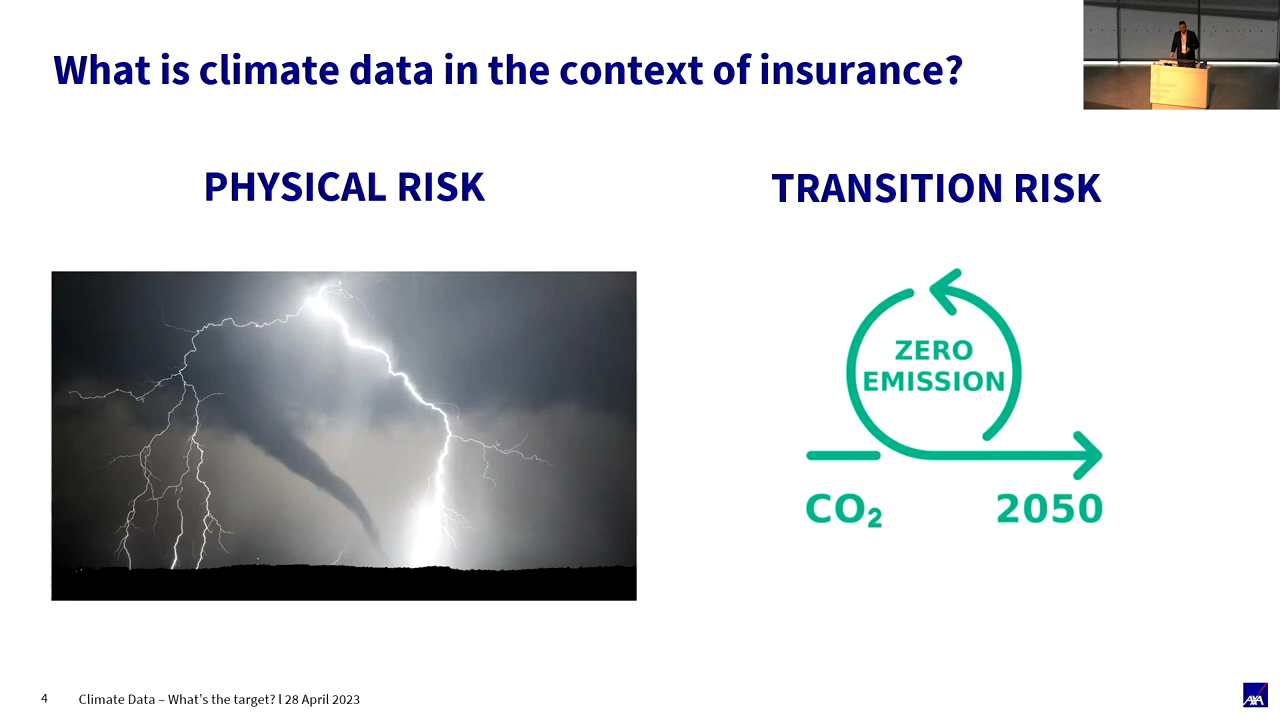 What is climate data in the context of insurance?
PHYSICAL RISK
TRANSITION RISK
ZERO
EMISSION
CO₂
2050
4
Climate Data – What's the target? l 28 April 2023
AXA